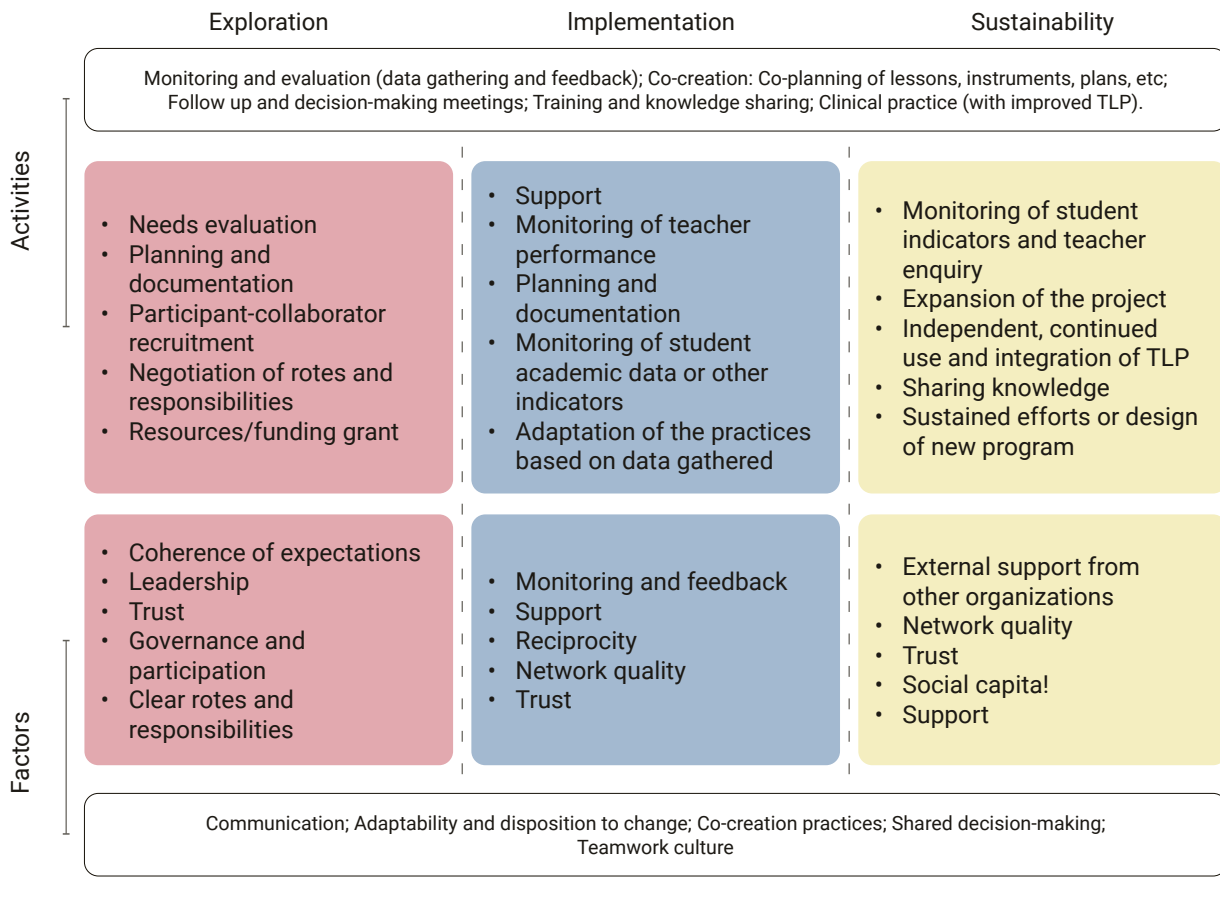 Exploration
Implementation
Sustainability
Monitoring and evaluation (data gathering and feedback); Co-creation: Co-planning of lessons, instruments, plans, etc;
Follow up and decision-making meetings; Training and knowledge sharing; Clinical practice (with improved TLP).
Activities
• Needs evaluation
• Planning and
documentation
• Participant-collaborator
recruitment
• Negotiation of rotes and
responsibilities
• Resources/funding grant
• Support
• Monitoring of teacher
performance
• Planning and
documentation
• Monitoring of student
academic data or other
indicators
• Adaptation of the practices
based on data gathered
• Monitoring of student
indicators and teacher
enquiry
• Expansion of the project
• Independent, continued
use and integration of TLP
• Sharing knowledge
• Sustained efforts or design
of new program
Factors
• Coherence of expectations
• Leadership
• Trust
• Governance and
participation
• Clear rotes and
responsibilities
• Monitoring and feedback
• Support
• Reciprocity
• Network quality
• Trust
• External support from
other organizations
• Network quality
• Trust
• Social capita!
• Support
Communication; Adaptability and disposition to change; Co-creation practices; Shared decision-making;
Teamwork culture